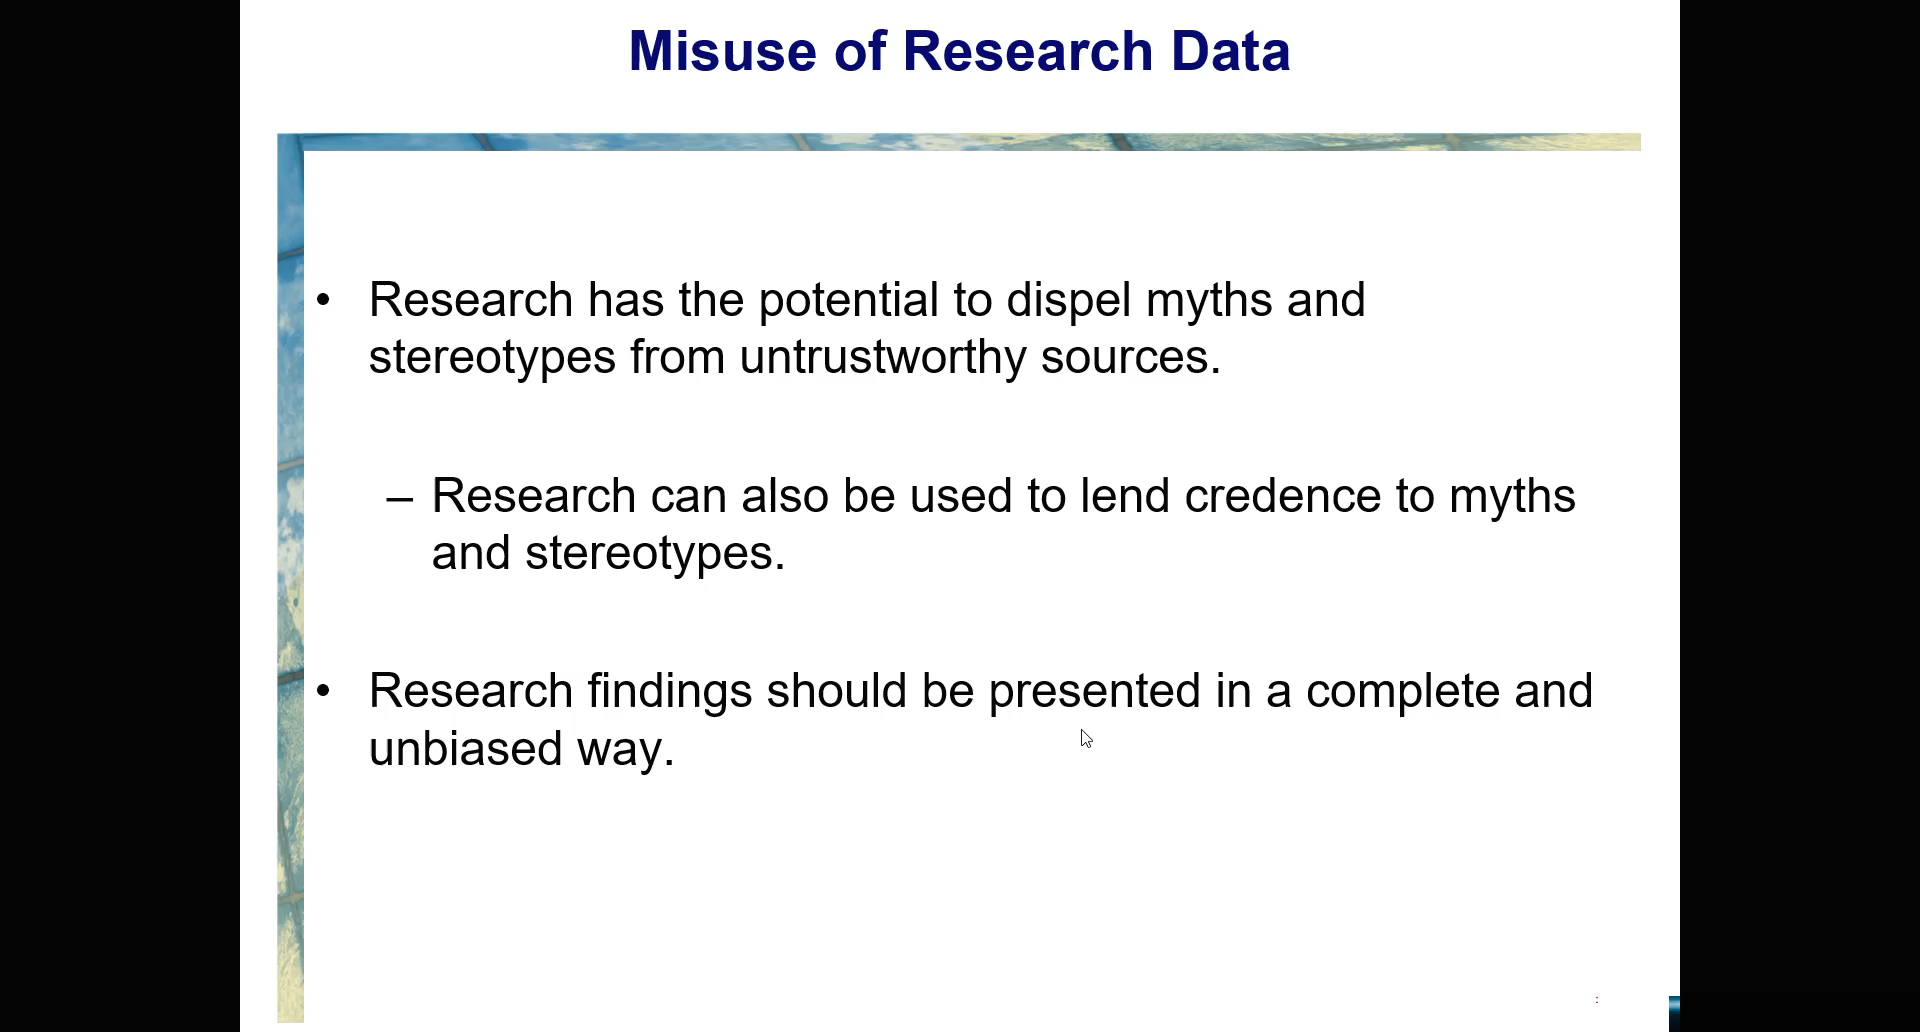 Misuse of Research Data
• Research has the potential to dispel myths and
stereotypes from untrustworthy sources.
– Research can also be used to lend credence to myths
and stereotypes.
• Research findings should be presented in a complete and
unbiased way.
: